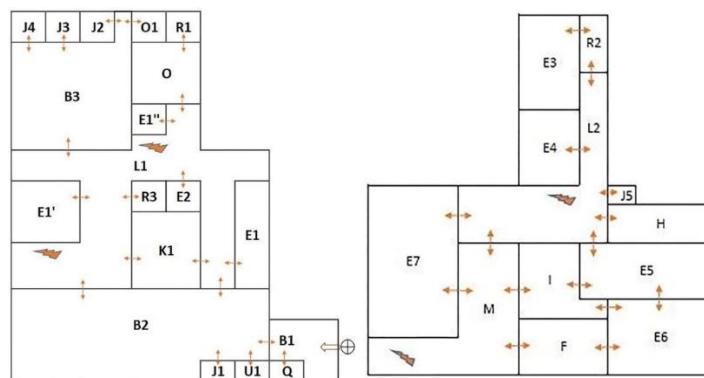 J4 J3 J2 O1 R1
O
B3
E1''
L1
E1' R3 E2
K1 E1
B2
B1
J1 U1 Q
R2
E3
L2
E4
J5
H
E7
E5
I
M
E6
F